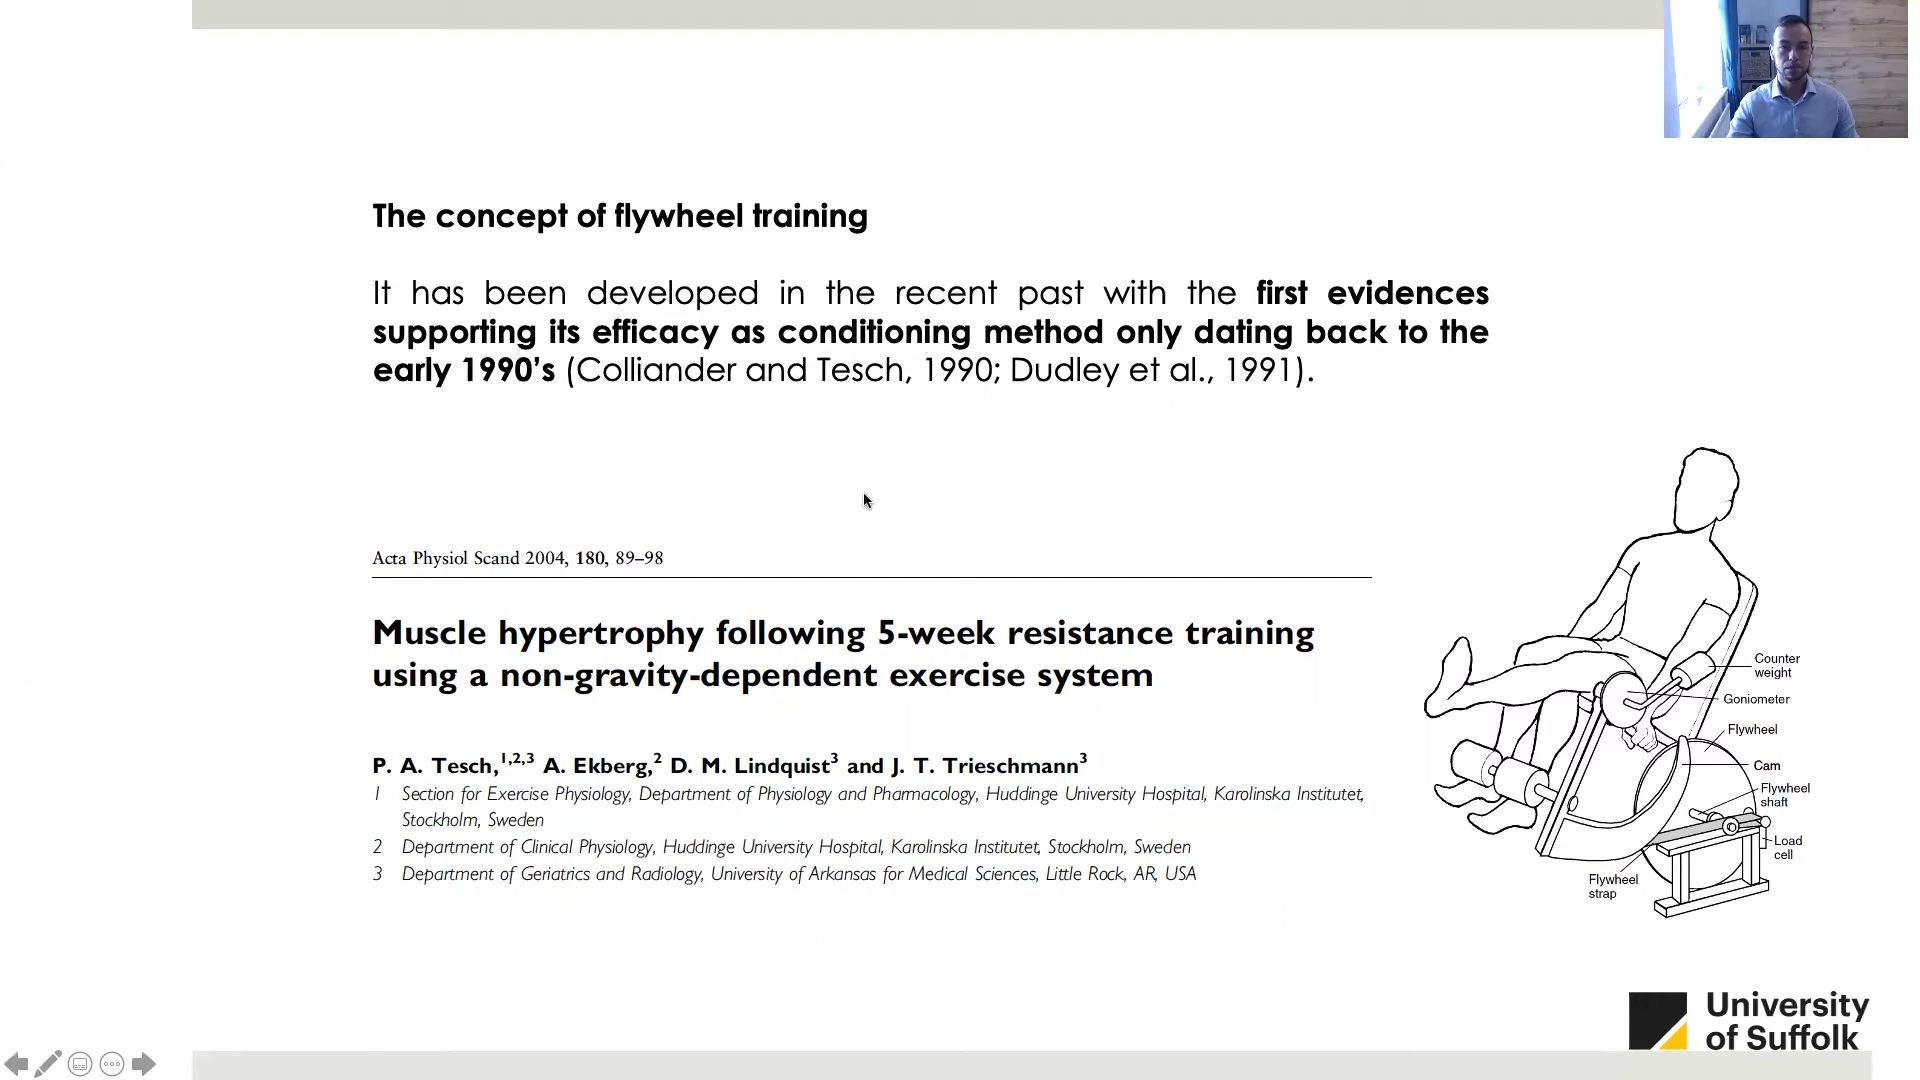 The concept of flywheel training
It has been developed in the recent past with the first evidences
supporting its efficacy as conditioning method only dating back to the
early 1990’s (Colliander and Tesch, 1990; Dudley et al., 1991).
Acta Physiol Scand 2004, 180, 89–98
Muscle hypertrophy following 5-week resistance training
using a non-gravity-dependent exercise system
P. A. Tesch,1,2,3 A. Ekberg,2 D. M. Lindquist3 and J. T. Trieschmann3
1 Section for Exercise Physiology, Department of Physiology and Pharmacology, Huddinge University Hospital, Karolinska Institutet,
Stockholm, Sweden
2 Department of Clinical Physiology, Huddinge University Hospital, Karolinska Institutet, Stockholm, Sweden
3 Department of Geriatrics and Radiology, University of Arkansas for Medical Sciences, Little Rock, AR, USA
Counter
weight
Goniometer
Flywheel
Cam
Flywheel
shaft
Load
cell
Flywheel
strap
University
of Suffolk